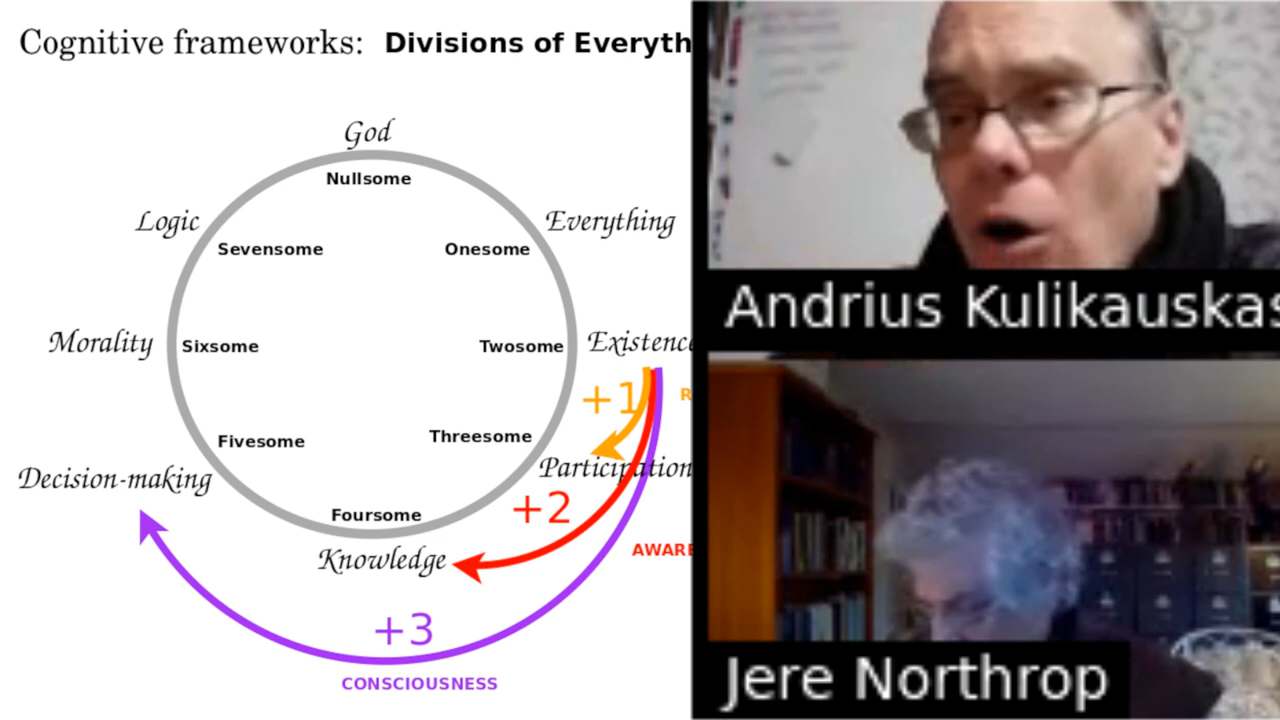 Cognitive frameworks: Divisions of Everyth
God
Nullsome
Logic
Everything
Sevensome
Onesome
Morality
Sixsome
Twosome
Existence
+1
R
Fivesome
Threesome
Decision-making
Participation
+2
Foursome
Knowledge
AWARE
+3
CONSCIOUSNESS
Andrius Kulikauskas
Jere Northrop